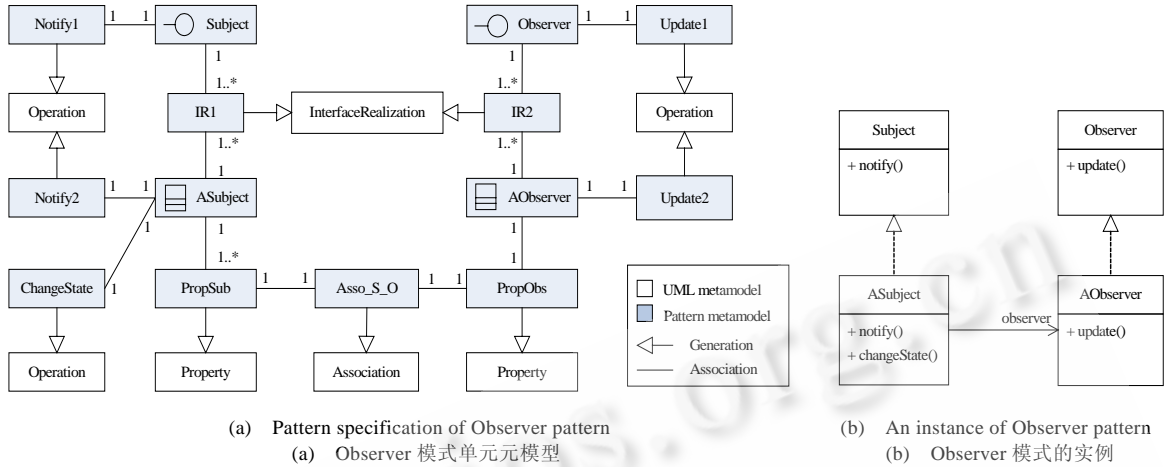 Notify1
1
1
Subject
Observer
1
1
Update1
1
1..*
1
1..*
Operation
IR1
InterfaceRealization
IR2
Operation
1..*
1
1..*
1
Notify2
1
1
ASubject
AObserver
1
1
Update2
1
1
1..*
1
1
ChangeState
1
PropSub
1
1
Asso_S_O
1
1
PropObs
Operation
Property
Association
Property
UML metamodel
Pattern metamodel
Generation
Association
Subject
+ notify()
Observer
+ update()
ASubject
+ notify()
+ changeState()
observer
AObserver
+ update()
(a) Pattern specification of Observer pattern
(a) Observer 模式单元元模型
(b) An instance of Observer pattern
(b) Observer 模式的实例